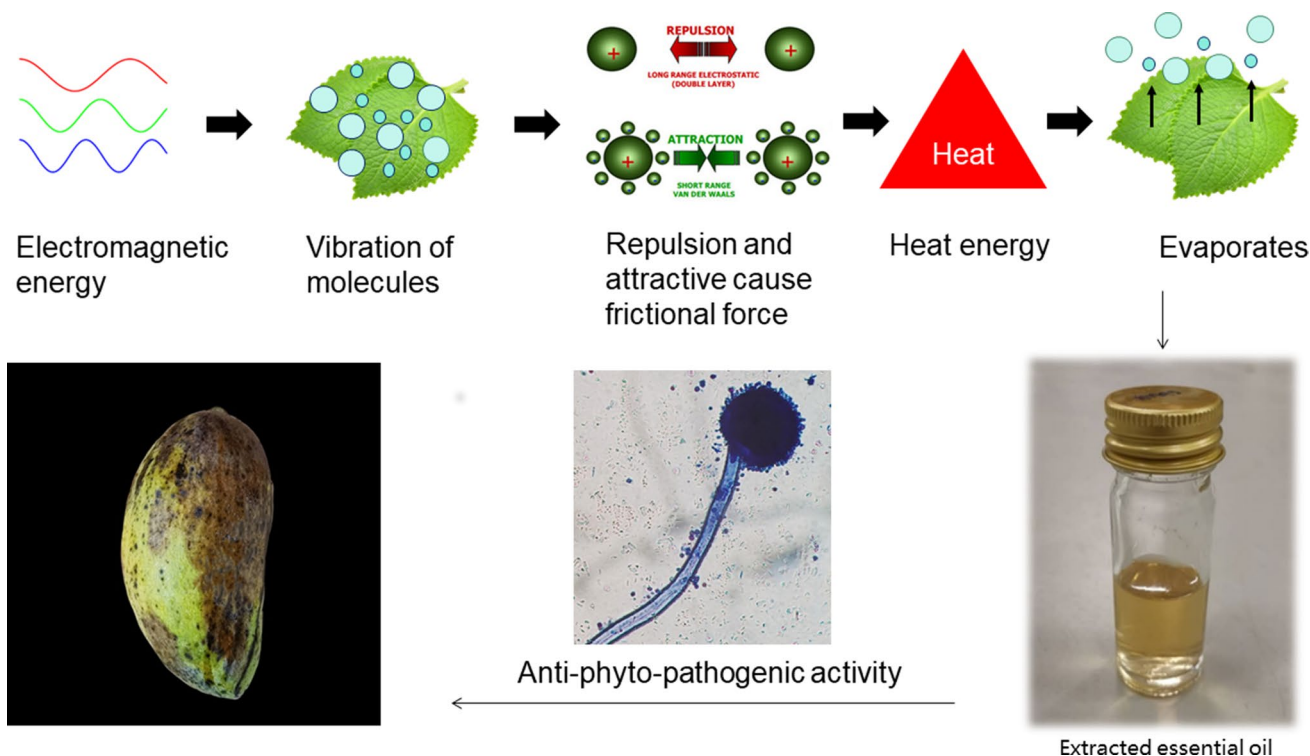 REPULSION
+
+
LONG RANGE ELECTROSTATIC
(DOUBLE LAYER)
ATTRACTION
+
+
SHORT RANGE
VAN DER WAALS
Heat
Electromagnetic
energy
Vibration of
molecules
Repulsion and
attractive cause
frictional force
Heat energy
Evaporates
Anti-phyto-pathogenic activity
Extracted essential oil